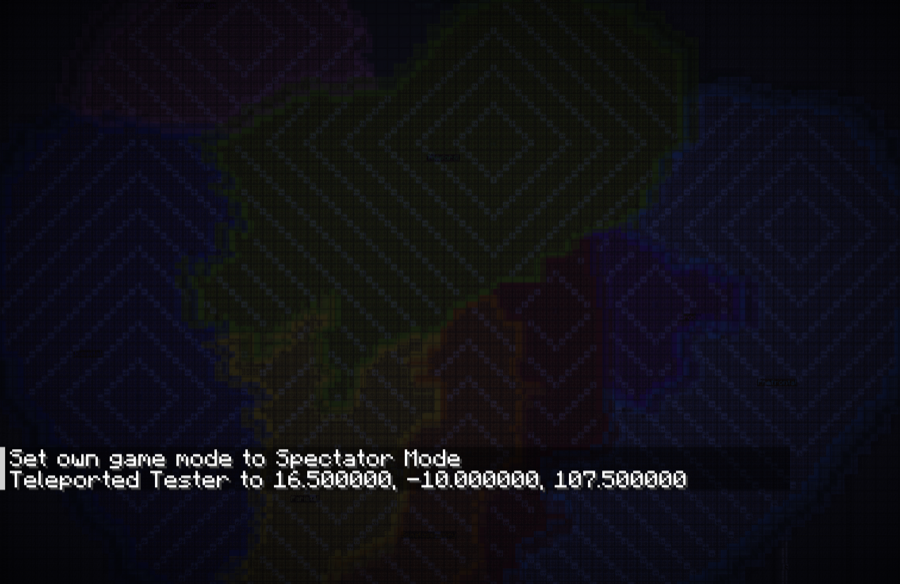 Set own game mode to Spectator Mode
Teleported Tester to 16.500000, -10.000000, 107.500000